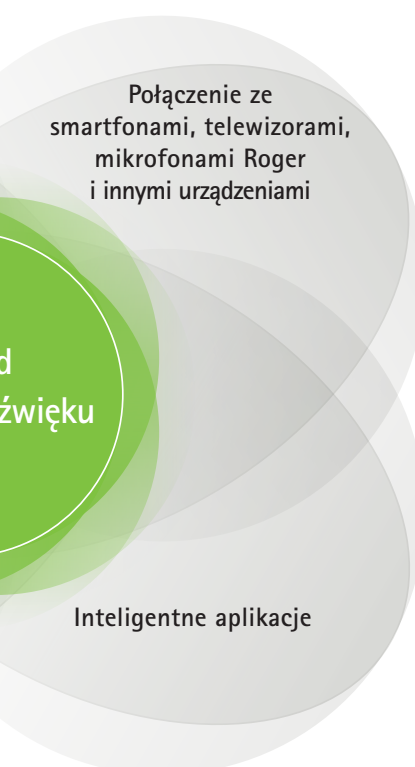 Połączenie ze
smartfonami, telewizorami,
mikrofonami Roger
i innymi urządzeniami
Inteligentne aplikacje